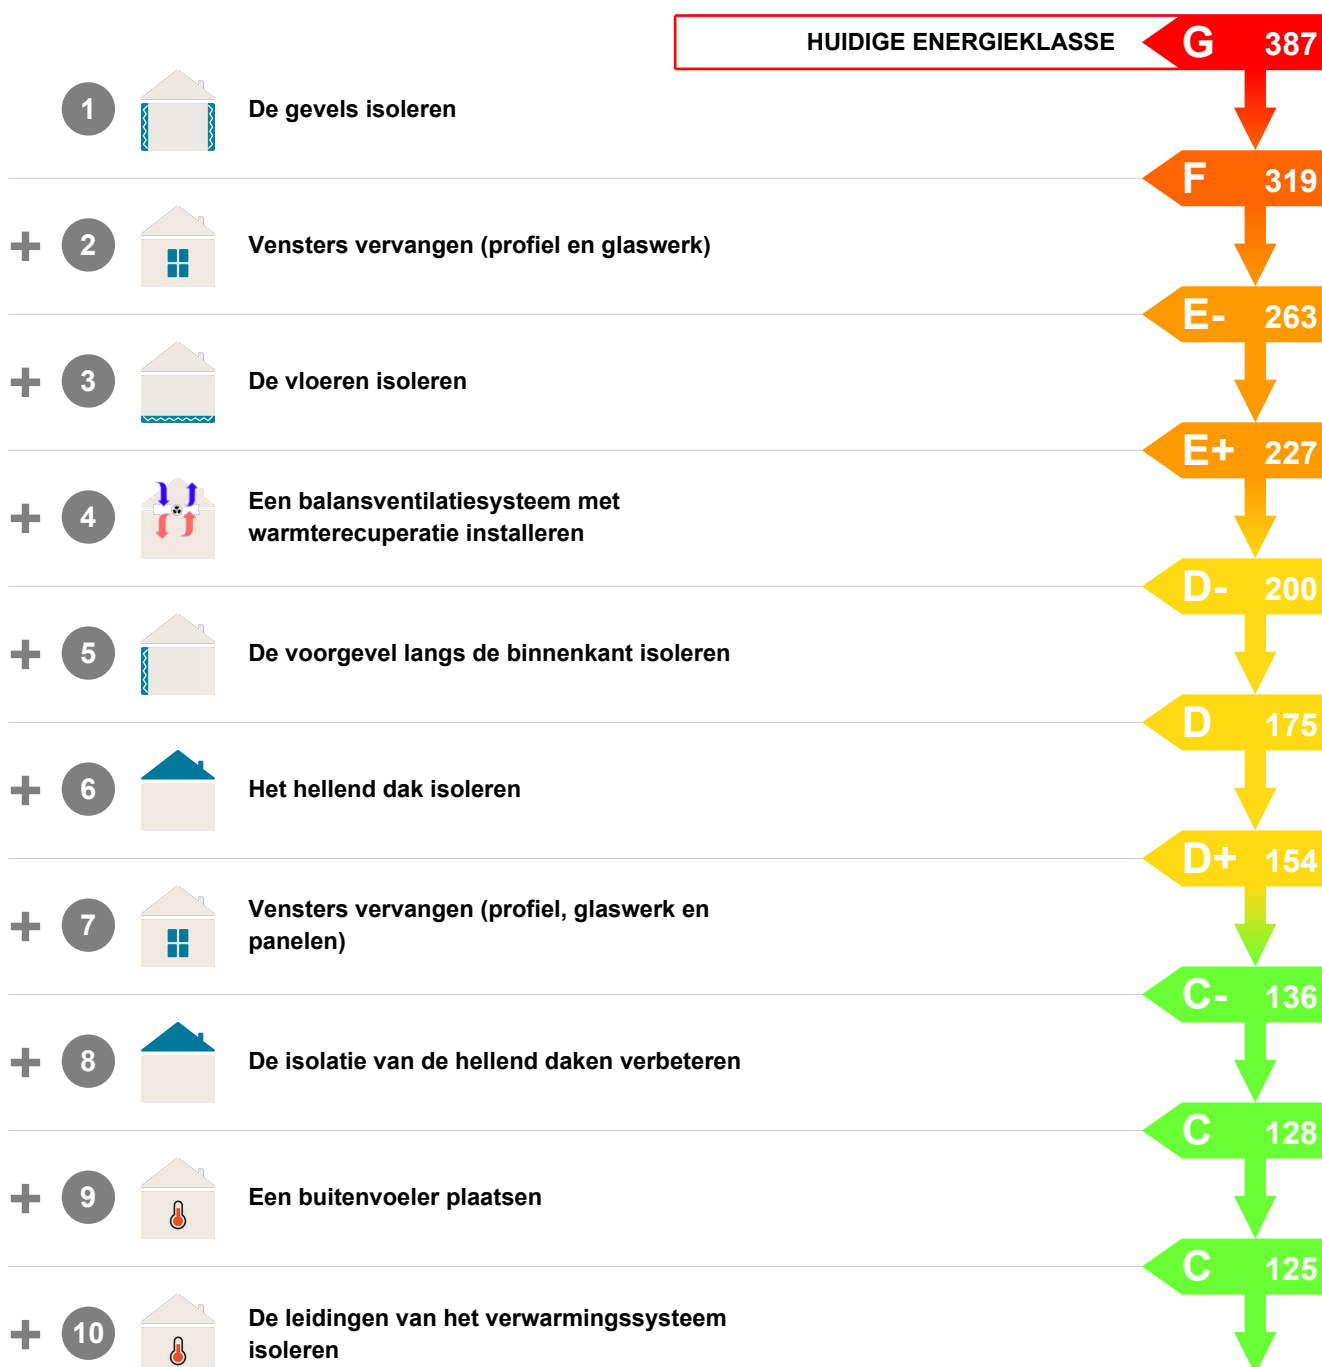 HUIDIGE ENERGIEKLASSE G 387
1 De gevels isoleren
F 319
+ 2 Vensters vervangen (profiel en glaswerk)
E- 263
+ 3 De vloeren isoleren
E+ 227
+ 4 Een balansventilatiesysteem met
warmterecuperatie installeren
D- 200
+ 5 De voorgevel langs de binnenkant isoleren
D 175
+ 6 Het hellend dak isoleren
D+ 154
+ 7 Vensters vervangen (profiel, glaswerk en
panelen)
C- 136
+ 8 De isolatie van de hellend daken verbeteren
C 128
+ 9 Een buitenvoeler plaatsen
C 125
+ 10 De leidingen van het verwarmingssysteem
isoleren